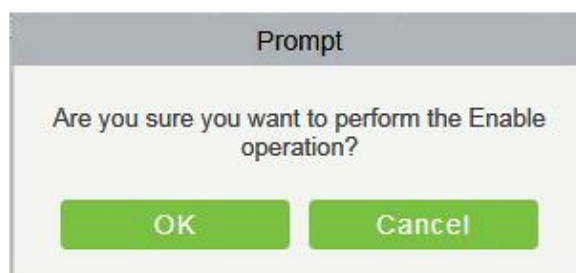 Prompt
Are you sure you want to perform the Enable
operation?
OK
Cancel